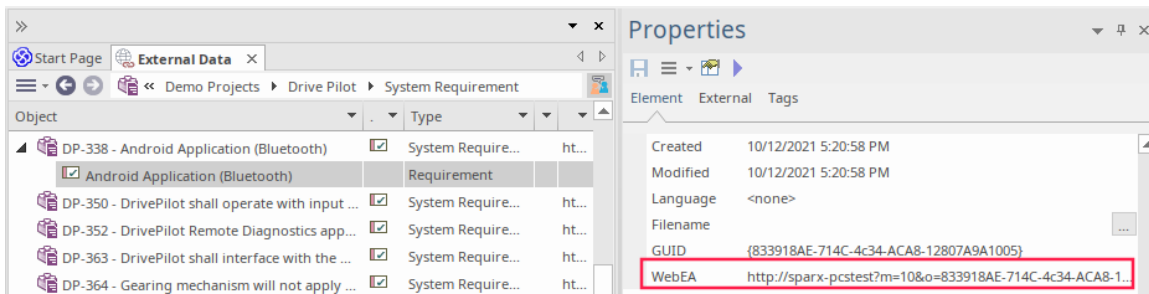 Start Page External Data
« Demo Projects Drive Pilot System Requirement
Object . Type
DP-338 - Android Application (Bluetooth) System Require... ht...
Android Application (Bluetooth) Requirement
DP-350 - DrivePilot shall operate with input ... System Require... ht...
DP-352 - DrivePilot Remote Diagnostics app... System Require... ht...
DP-363 - DrivePilot shall interface with the ... System Require... ht...
DP-364 - Gearing mechanism will not apply ... System Require... ht...
Properties
Element External Tags
Created 10/12/2021 5:20:58 PM
Modified 10/12/2021 5:20:58 PM
Language <none>
Filename ...
GUID {833918AE-714C-4c34-ACA8-12807A9A1005}
WebEA http://sparx-pcstest?m=10&o=833918AE-714C-4c34-ACA8-1...